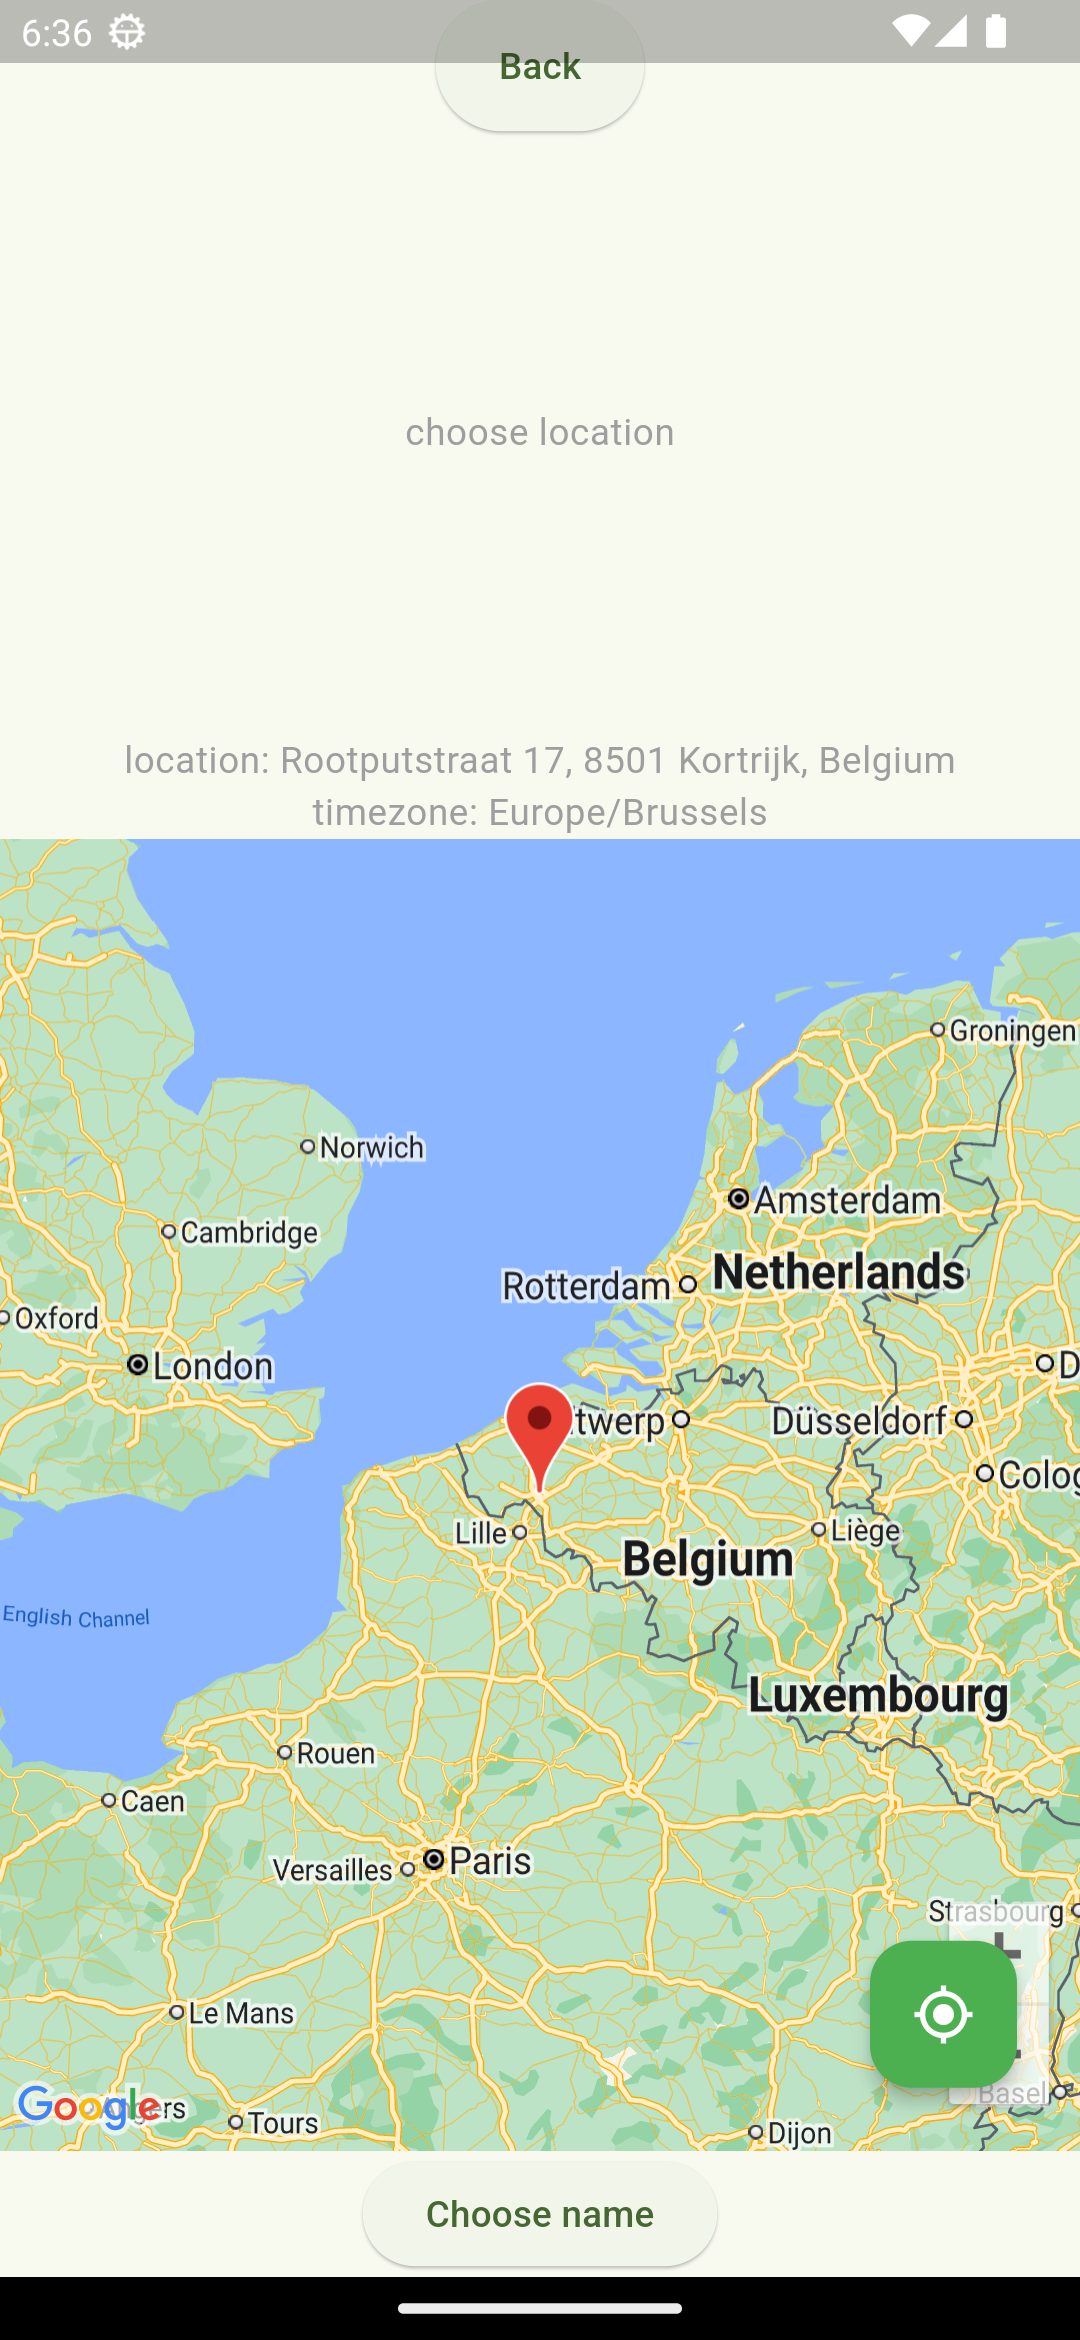 6:36
Back
choose location
location: Rootputstraat 17, 8501 Kortrijk, Belgium
timezone: Europe/Brussels
Groningen
Norwich
Amsterdam
Cambridge
Netherlands
Rotterdam
Oxford
London
twerp
Düsseldorf
D
Colog
Lille
Liège
Belgium
English Channel
Luxembourg
Rouen
Caen
Versailles
Paris
Strasbourg
Le Mans
Basel
Google
rs
Tours
Dijon
Choose name